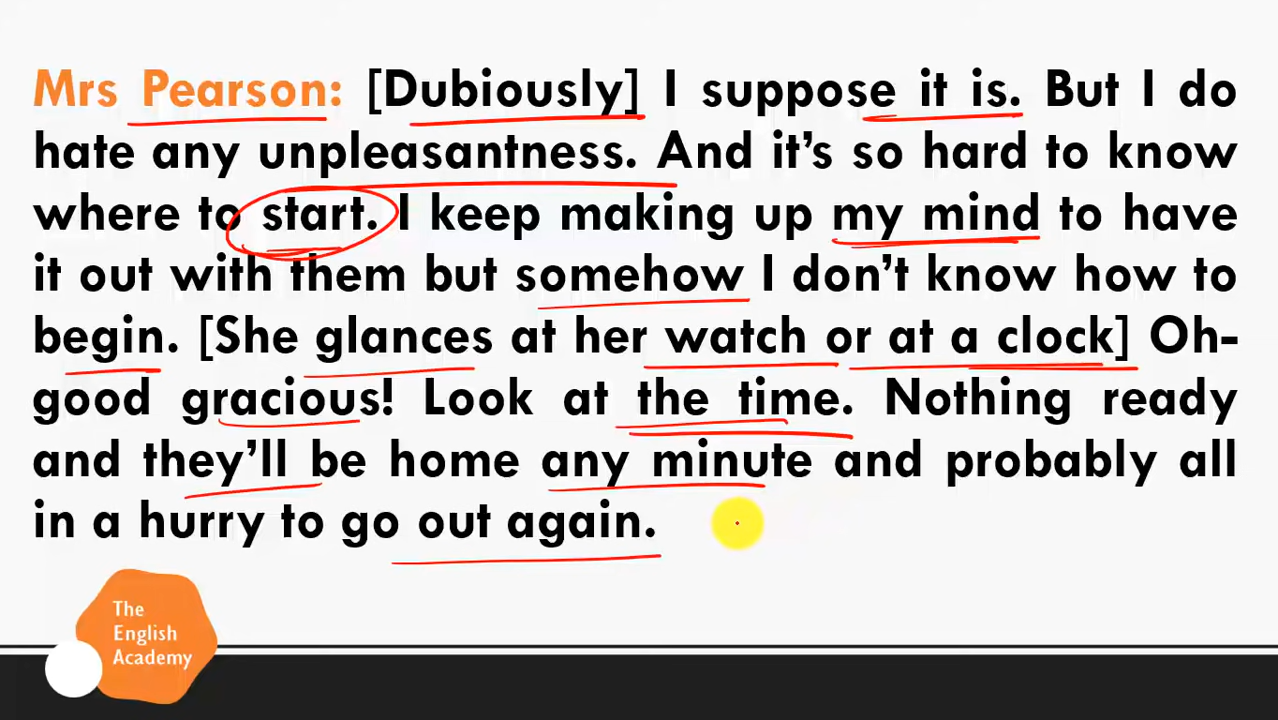 Mrs Pearson: [Dubiously] I suppose it is. But I do
hate any unpleasantness. And it’s so hard to know
where to start. I keep making up my mind to have
it out with them but somehow I don’t know how to
begin. [She glances at her watch or at a clock] Oh-
good gracious! Look at the time. Nothing ready
and they’ll be home any minute and probably all
in a hurry to go out again.
The
English
Academy